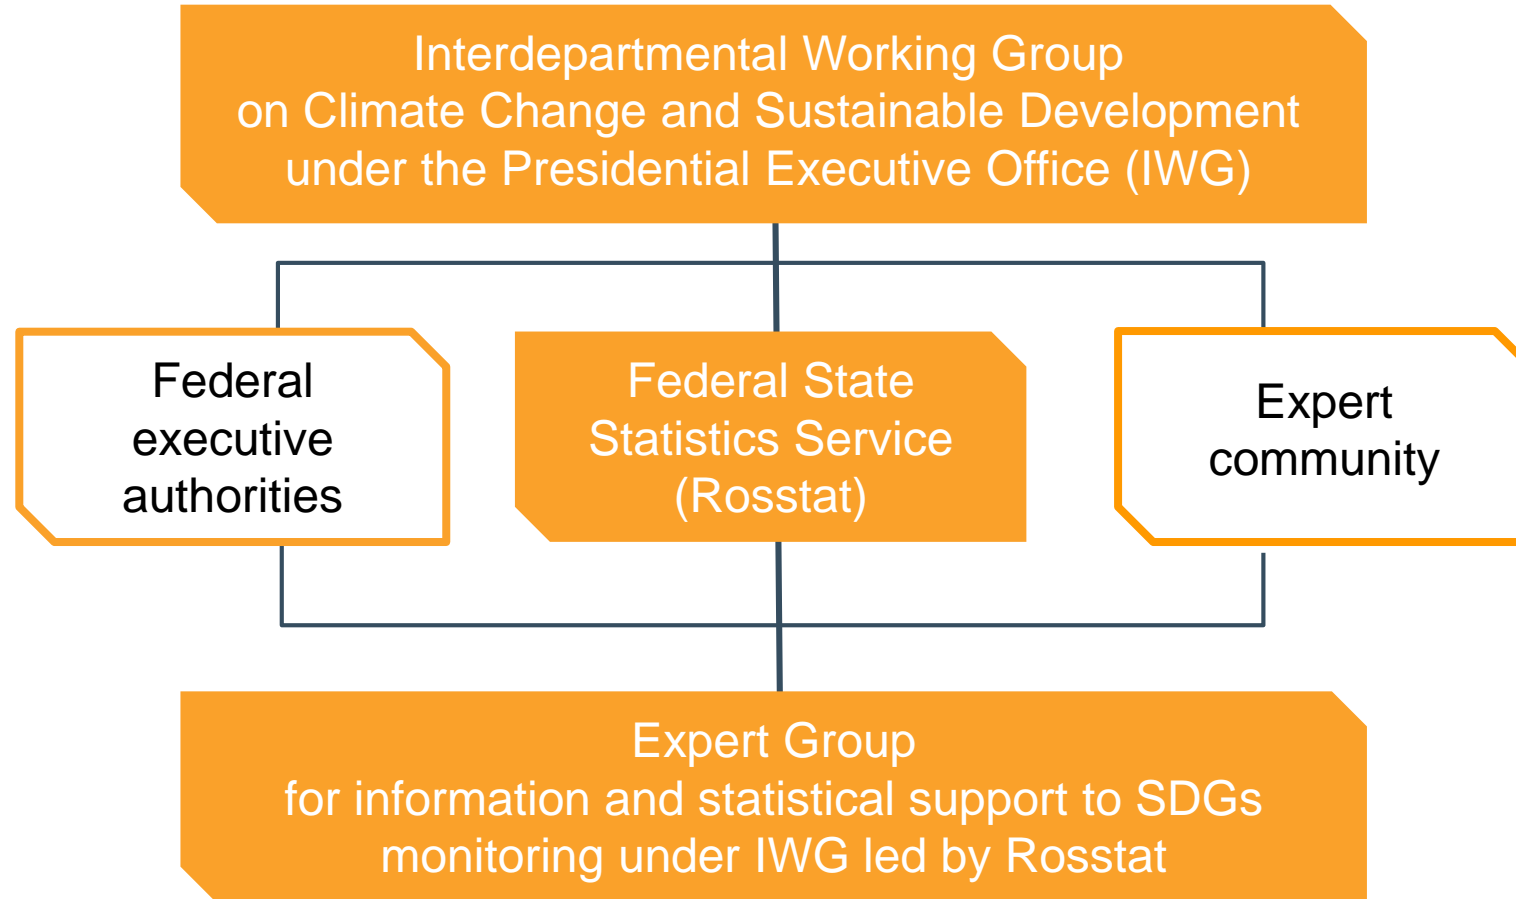 Interdepartmental Working Group
on Climate Change and Sustainable Development
under the Presidential Executive Office (IWG)
Federal
executive
authorities
Federal State
Statistics Service
(Rosstat)
Expert
community
Expert Group
for information and statistical support to SDGs
monitoring under IWG led by Rosstat